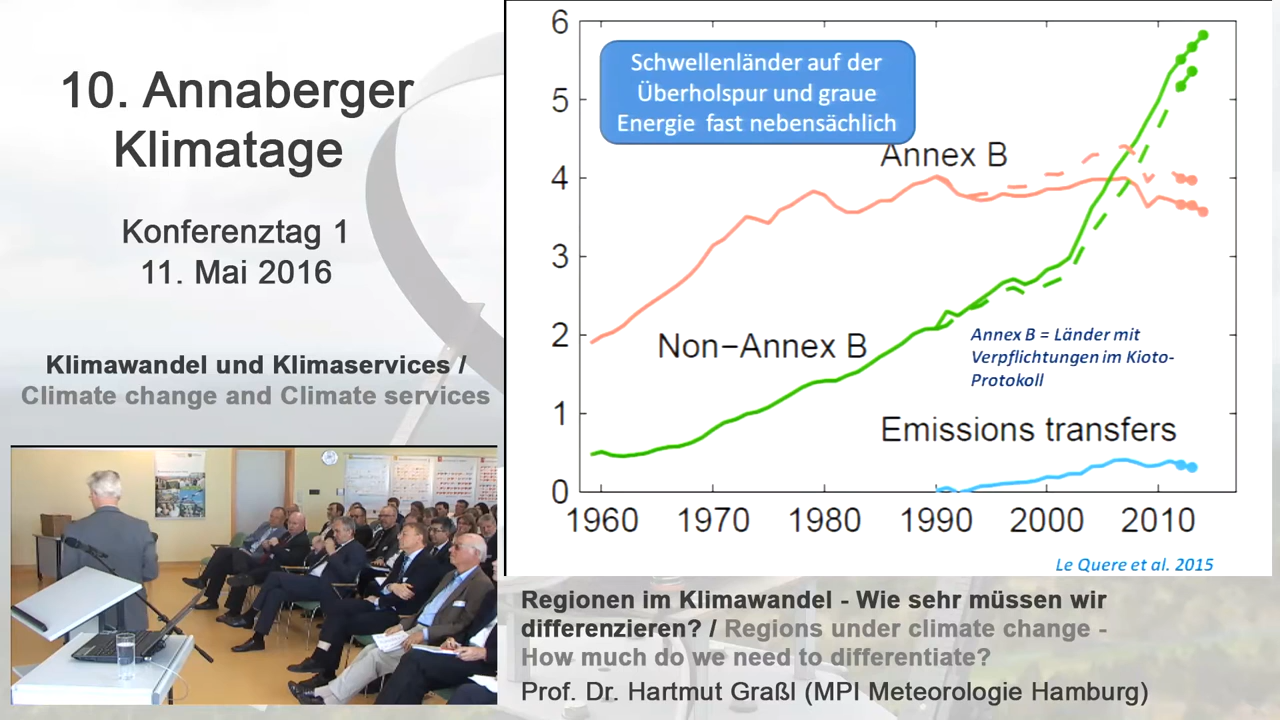 10. Annaberger
Klimatage
Konferenztag 1
11. Mai 2016
Klimawandel und Klimaservices /
Climate change and Climate services
6
5
4
3
2
1
0
Schwellenländer auf der
Überholspur und graue
Energie fast nebensächlich
Annex B
Non−Annex B
Annex B = Länder mit
Verpflichtungen im Kioto-
Protokoll
Emissions transfers
1960 1970 1980 1990 2000 2010
Le Quere et al. 2015
Regionen im Klimawandel - Wie sehr müssen wir
differenzieren? / Regions under climate change -
How much do we need to differentiate?
Prof. Dr. Hartmut Graßl (MPI Meteorologie Hamburg)